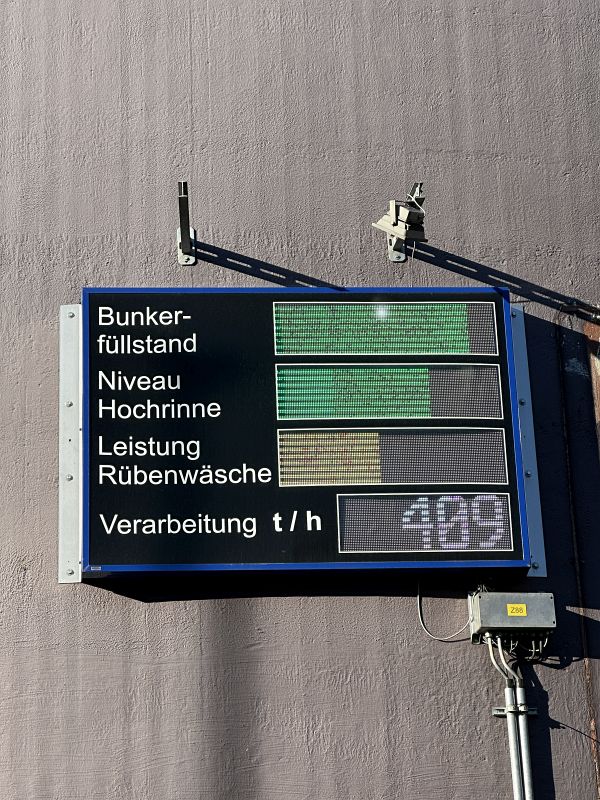 Bunker-
füllstand
Niveau
Hochrinne
Leistung
Rübenwäsche
Verarbeitung t / h 409
Z88